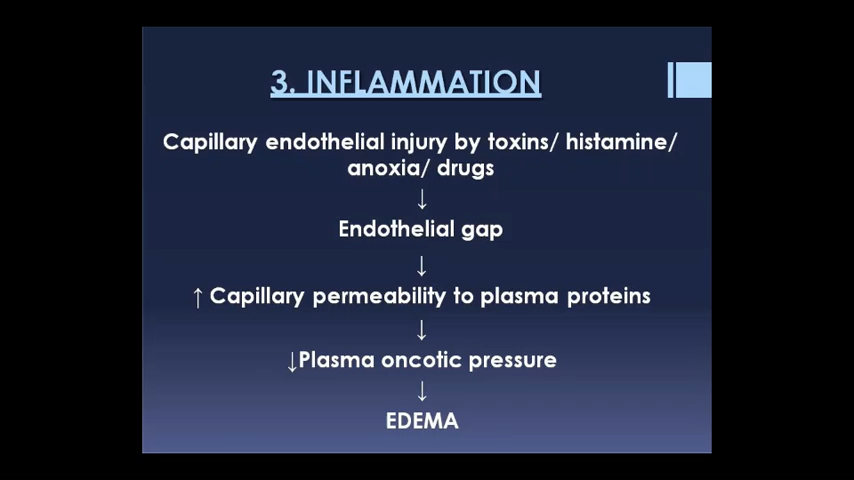 3. INFLAMMATION
Capillary endothelial injury by toxins/ histamine/
anoxia/ drugs
↓
Endothelial gap
↓
↑ Capillary permeability to plasma proteins
↓
↓Plasma oncotic pressure
↓
EDEMA